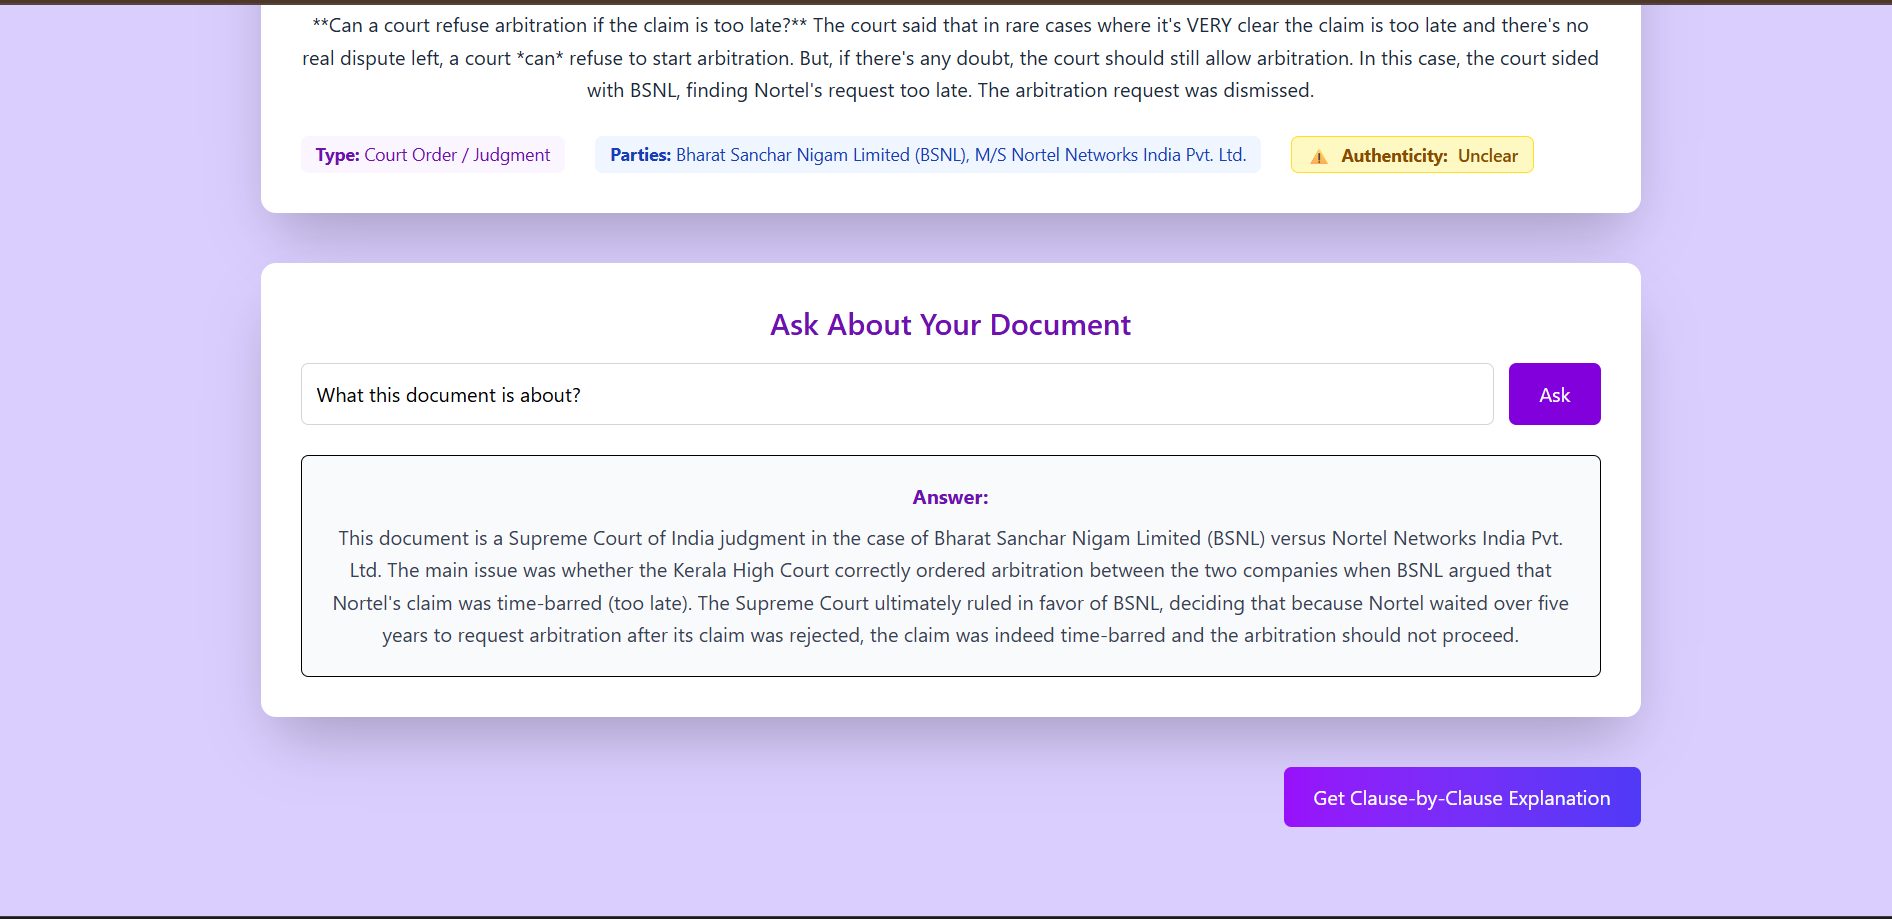 **Can a court refuse arbitration if the claim is too late?** The court said that in rare cases where it's VERY clear the claim is too late and there's no
real dispute left, a court *can* refuse to start arbitration. But, if there's any doubt, the court should still allow arbitration. In this case, the court sided
with BSNL, finding Nortel's request too late. The arbitration request was dismissed.
Type: Court Order / Judgment
Parties: Bharat Sanchar Nigam Limited (BSNL), M/S Nortel Networks India Pvt. Ltd.
Authenticity: Unclear
Ask About Your Document
What this document is about?
Ask
Answer:
This document is a Supreme Court of India judgment in the case of Bharat Sanchar Nigam Limited (BSNL) versus Nortel Networks India Pvt.
Ltd. The main issue was whether the Kerala High Court correctly ordered arbitration between the two companies when BSNL argued that
Nortel's claim was time-barred (too late). The Supreme Court ultimately ruled in favor of BSNL, deciding that because Nortel waited over five
years to request arbitration after its claim was rejected, the claim was indeed time-barred and the arbitration should not proceed.
Get Clause-by-Clause Explanation